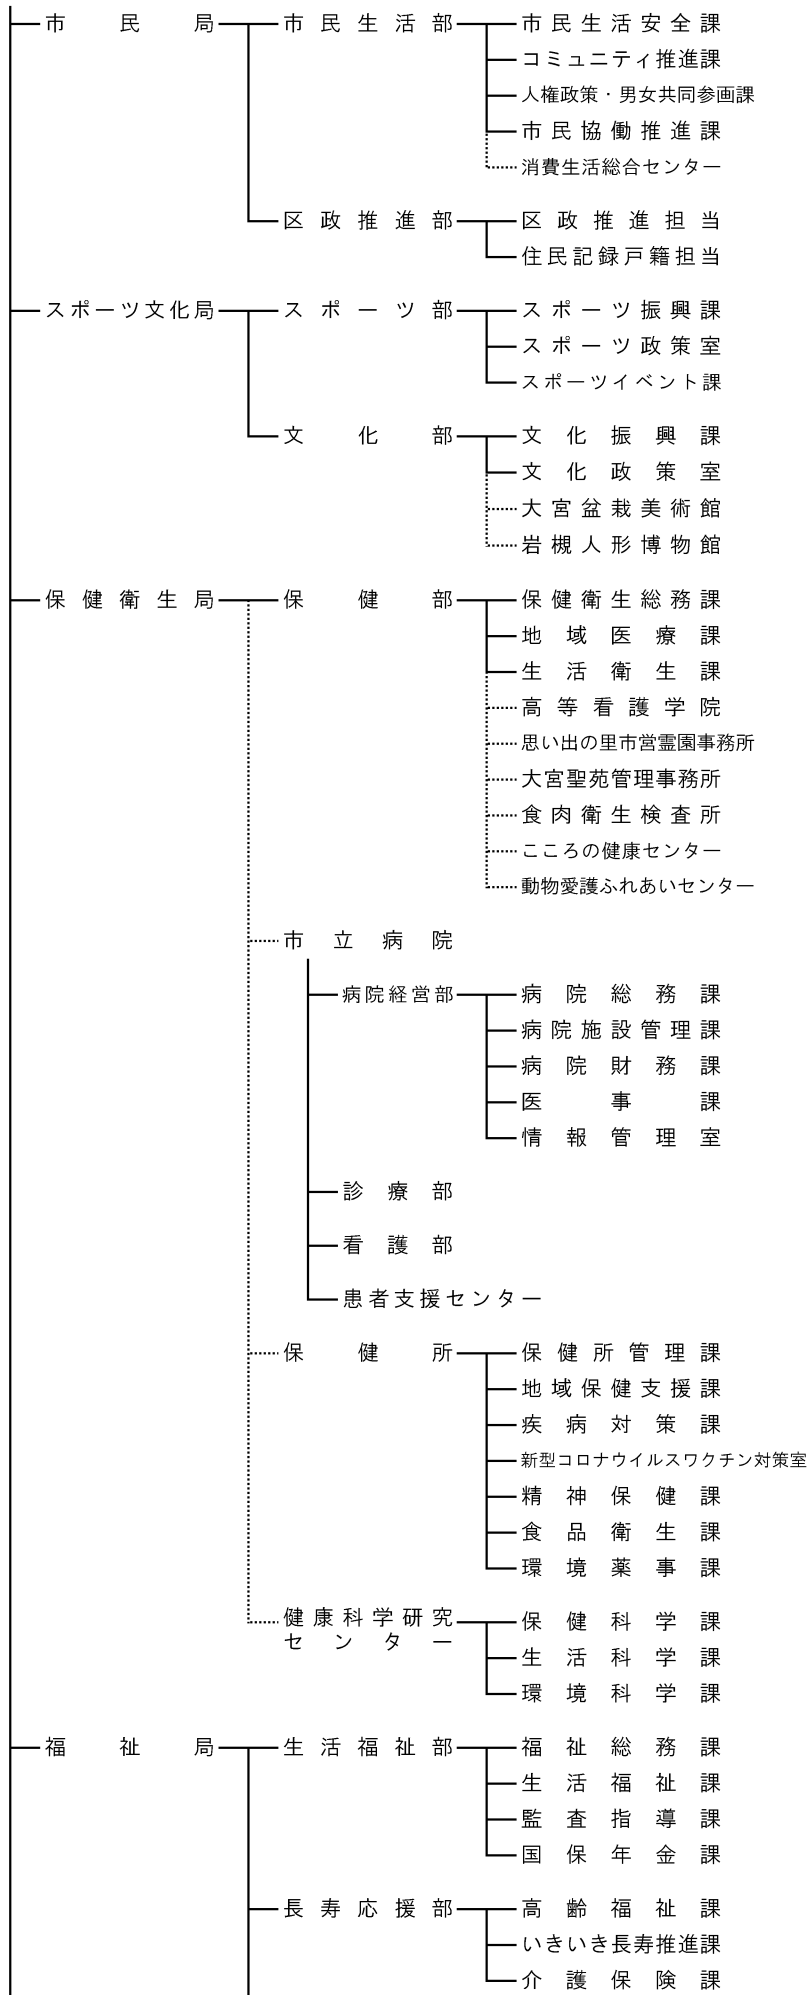 市民局 市民生活部 市民生活安全課
コミュニティ推進課
人権政策・男女共同参画課
市民協働推進課
消費生活総合センター
区政推進部 区政推進担当
住民記録戸籍担当
スポーツ文化局 スポーツ部 スポーツ振興課
スポーツ政策室
スポーツイベント課
文化部 文化振興課
文化政策室
大宮盆栽美術館
岩槻人形博物館
保健衛生局 保健部 保健衛生総務課
地域医療課
生活衛生課
高等看護学院
思い出の里市営霊園事務所
大宮聖苑管理事務所
食肉衛生検査所
こころの健康センター
動物愛護ふれあいセンター
市立病院
病院経営部 病院総務課
病院施設管理課
病院財務課
医事課
情報管理室
診療部
看護部
患者支援センター
保健所 保健所管理課
地域保健支援課
疾病対策課
新型コロナウイルスワクチン対策室
精神保健課
食品衛生課
環境薬事課
健康科学研究 保健科学課
センター
生活科学課
環境科学課
福祉局 生活福祉部 福祉総務課
生活福祉課
監査指導課
国保年金課
長寿応援部 高齢福祉課
いきいき長寿推進課
介護保険課